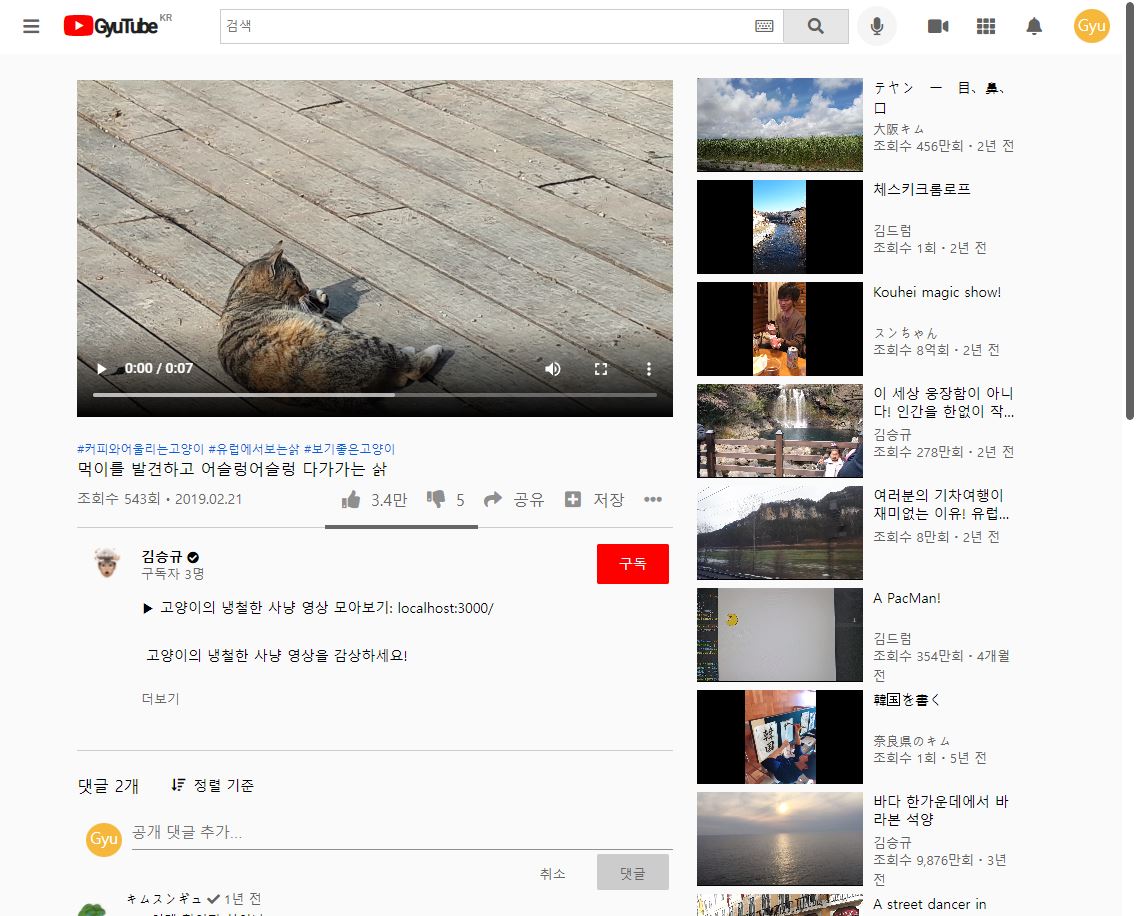 GyuTube KR
검색
Gyu
0:00 / 0:07
#커피와어울리는고양이 #유럽에서보는삵 #보기좋은고양이
먹이를 발견하고 어슬렁어슬렁 다가가는 삵
조회수 543회 • 2019.02.21
3.4만
5
공유
저장
김승규
구독자 3명
구독
▶ 고양이의 냉철한 사냥 영상 모아보기: localhost:3000/
고양이의 냉철한 사냥 영상을 감상하세요!
더보기
댓글 2개
정렬 기준
Gyu
공개 댓글 추가...
취소
댓글
キムスンギュ 1년 전
テヤン ー 目、鼻、
口
大阪キム
조회수 456만회 • 2년 전
체스키크룸로프
김드럼
조회수 1회 • 2년 전
Kouhei magic show!
スンちゃん
조회수 8억회 • 2년 전
이 세상 웅장함이 아니
다! 인간을 한없이 작...
김승규
조회수 278만회 • 2년 전
여러분의 기차여행이
재미없는 이유! 유럽...
조회수 8만회 • 2년 전
A PacMan!
김드럼
조회수 354만회 • 4개월
전
韓国を書く
奈良県のキム
조회수 1회 • 5년 전
韓国
바다 한가운데에서 바
라본 석양
김승규
조회수 9,876만회 • 3년
전
A street dancer in